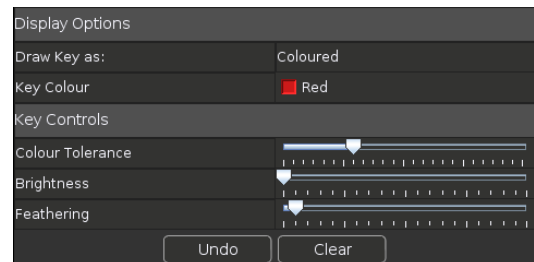 Display Options
Draw Key as: Coloured
Key Colour Red
Key Controls
Colour Tolerance
Brightness
Feathering
Undo Clear